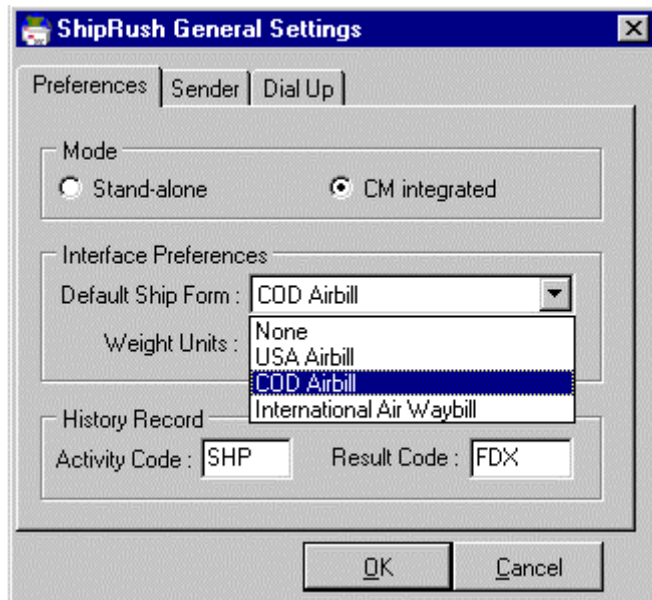 ShipRush General Settings
Preferences Sender Dial Up
Mode
Stand-alone CM integrated
Interface Preferences
Default Ship Form : COD Airbill
None
Weight Units :
USA Airbill
COD Airbill
International Air Waybill
History Record
Activity Code : SHP Result Code : FDX
OK Cancel